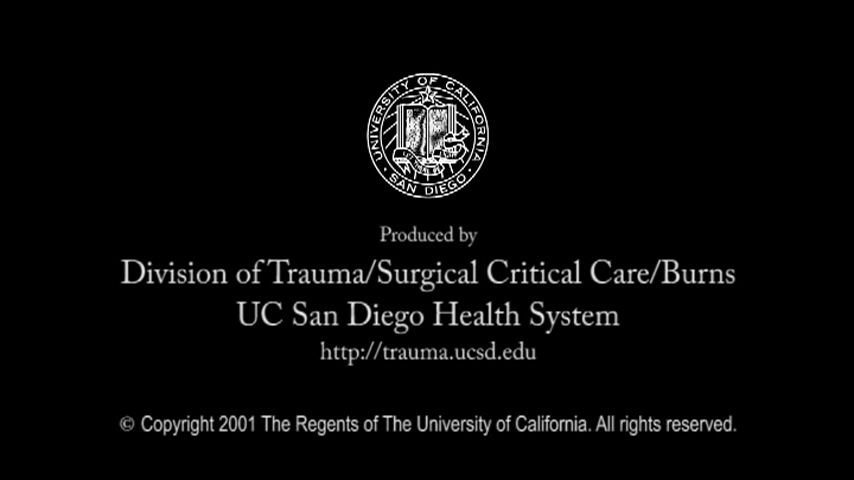 UNIVERSITY OF CALIFORNIA
· SAN DIEGO ·
Produced by
Division of Trauma/Surgical Critical Care/Burns
UC San Diego Health System
http://trauma.ucsd.edu
© Copyright 2001 The Regents of The University of California. All rights reserved.